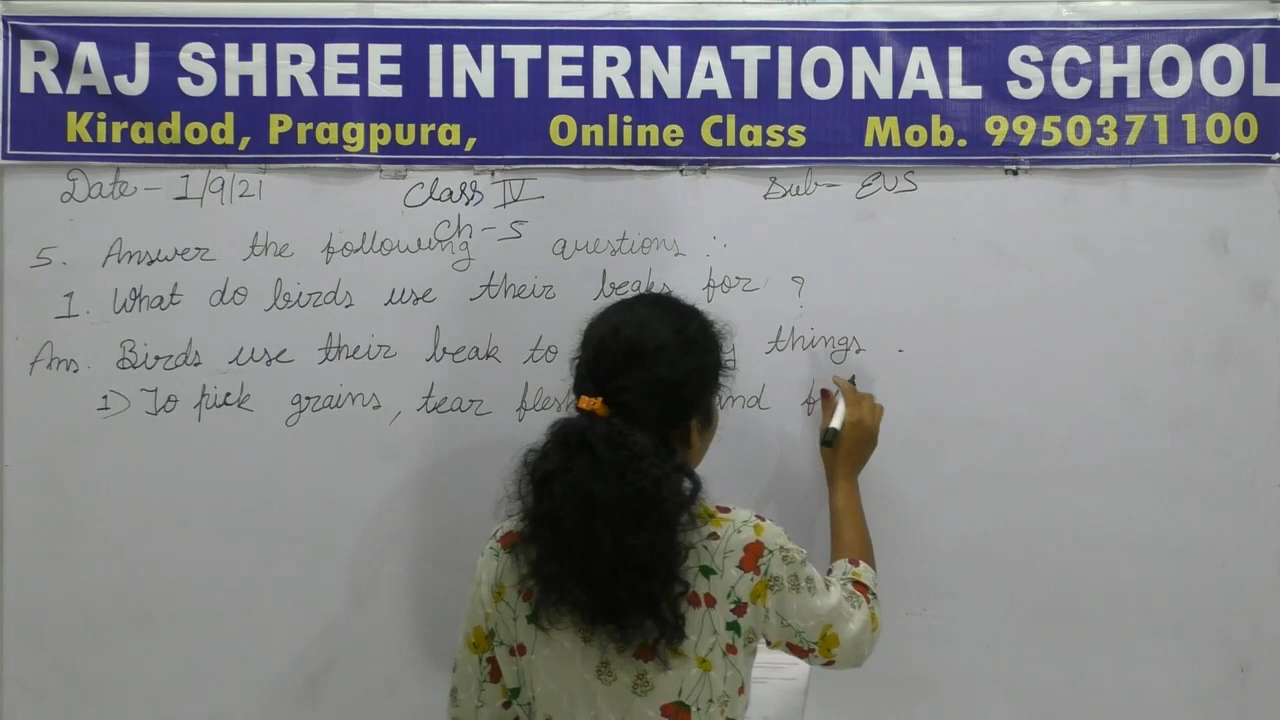 RAJ SHREE INTERNATIONAL SCHOOL
Kiradod, Pragpura, Online Class Mob. 9950371100
Date - 1/9/21 Class IV Sub - EVS
Ch - 5
5. Answer the following questions :.
1. What do birds use their beaks for ?
Ans. Birds use their beak to things .
1) To pick grains, tear and